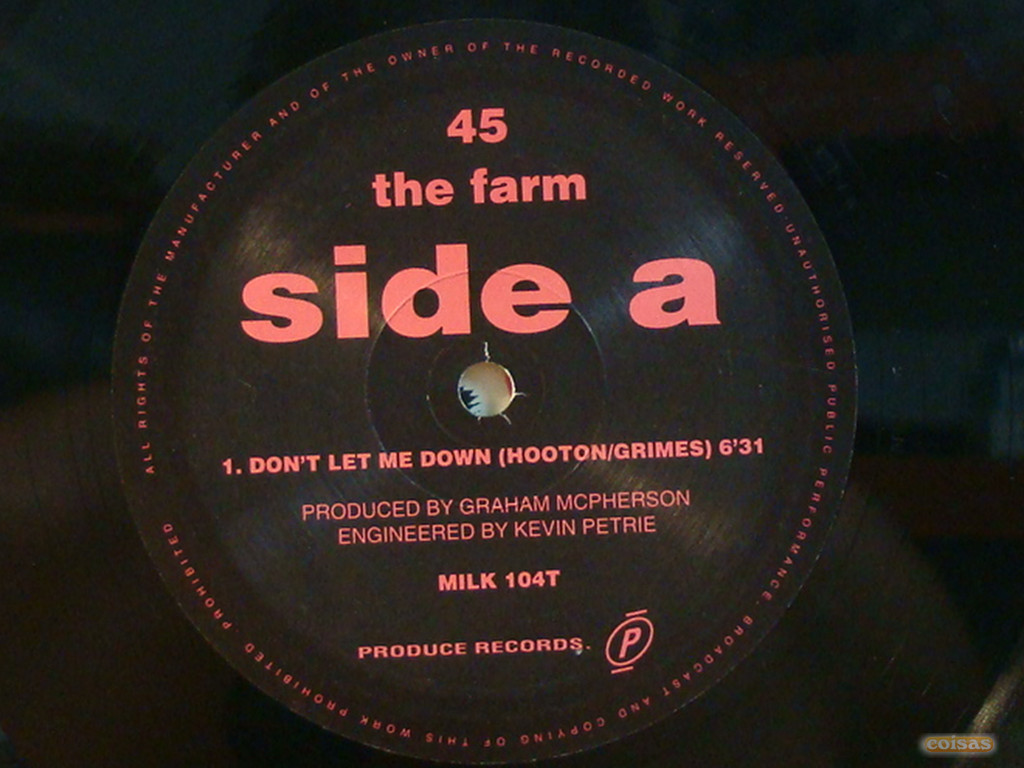 ALL RIGHTS OF THE MANUFACTURER AND OF THE OWNER OF THE RECORDED WORK RESERVED·UNAUTHORISED PUBLIC PERFORMANCE·BROADCAST AND COPYING OF THIS WORK PROHIBITED PROHIBITED
45
the farm
side a
1. DON'T LET ME DOWN (HOOTON/GRIMES) 6'31
PRODUCED BY GRAHAM MCPHERSON
ENGINEERED BY KEVIN PETRIE
MILK 104T
PRODUCE RECORDS. P
coisas